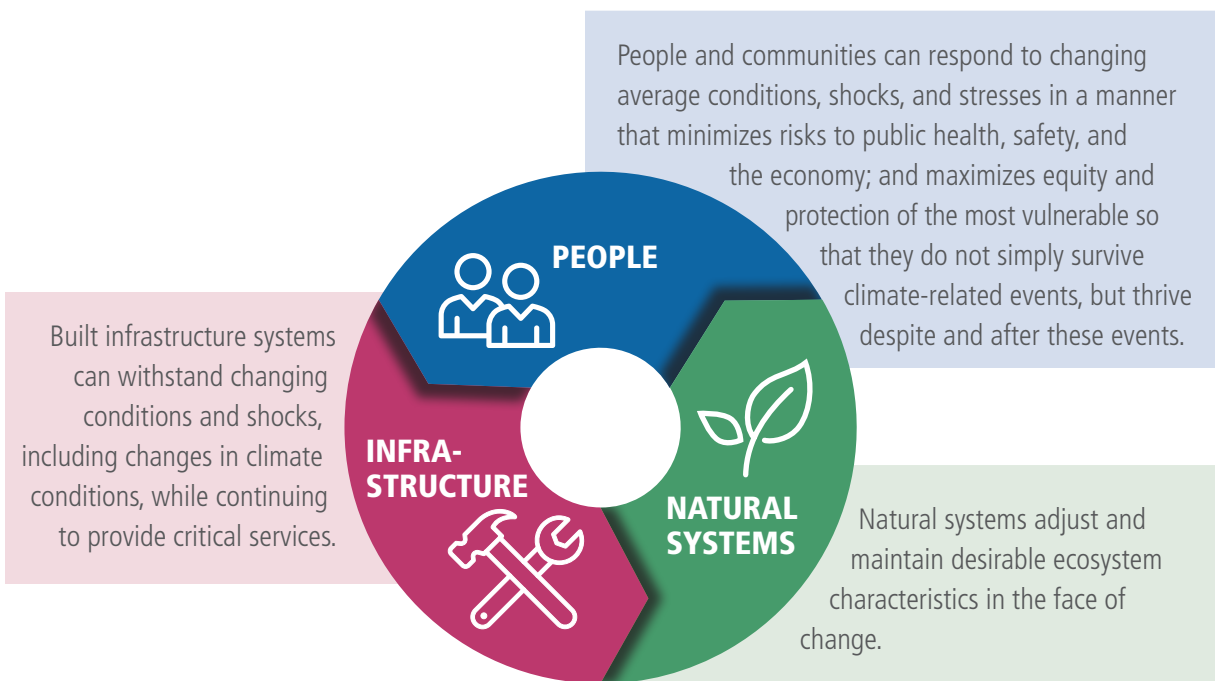 People and communities can respond to changing
average conditions, shocks, and stresses in a manner
that minimizes risks to public health, safety, and
the economy; and maximizes equity and
protection of the most vulnerable so
that they do not simply survive
climate-related events, but thrive
despite and after these events.
PEOPLE
Built infrastructure systems
can withstand changing
conditions and shocks,
including changes in climate
conditions, while continuing
to provide critical services.
INFRA-
STRUCTURE
NATURAL
SYSTEMS
Natural systems adjust and
maintain desirable ecosystem
characteristics in the face of
change.